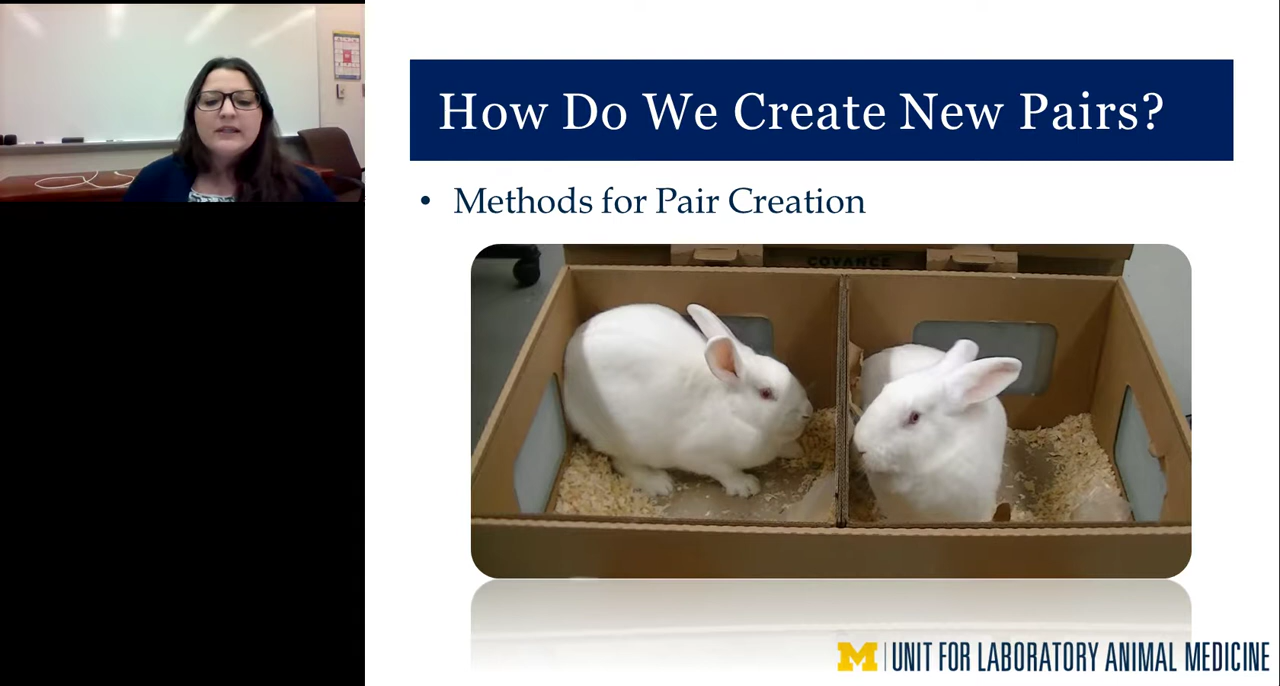 How Do We Create New Pairs?
• Methods for Pair Creation
COVANCE
M | UNIT FOR LABORATORY ANIMAL MEDICINE